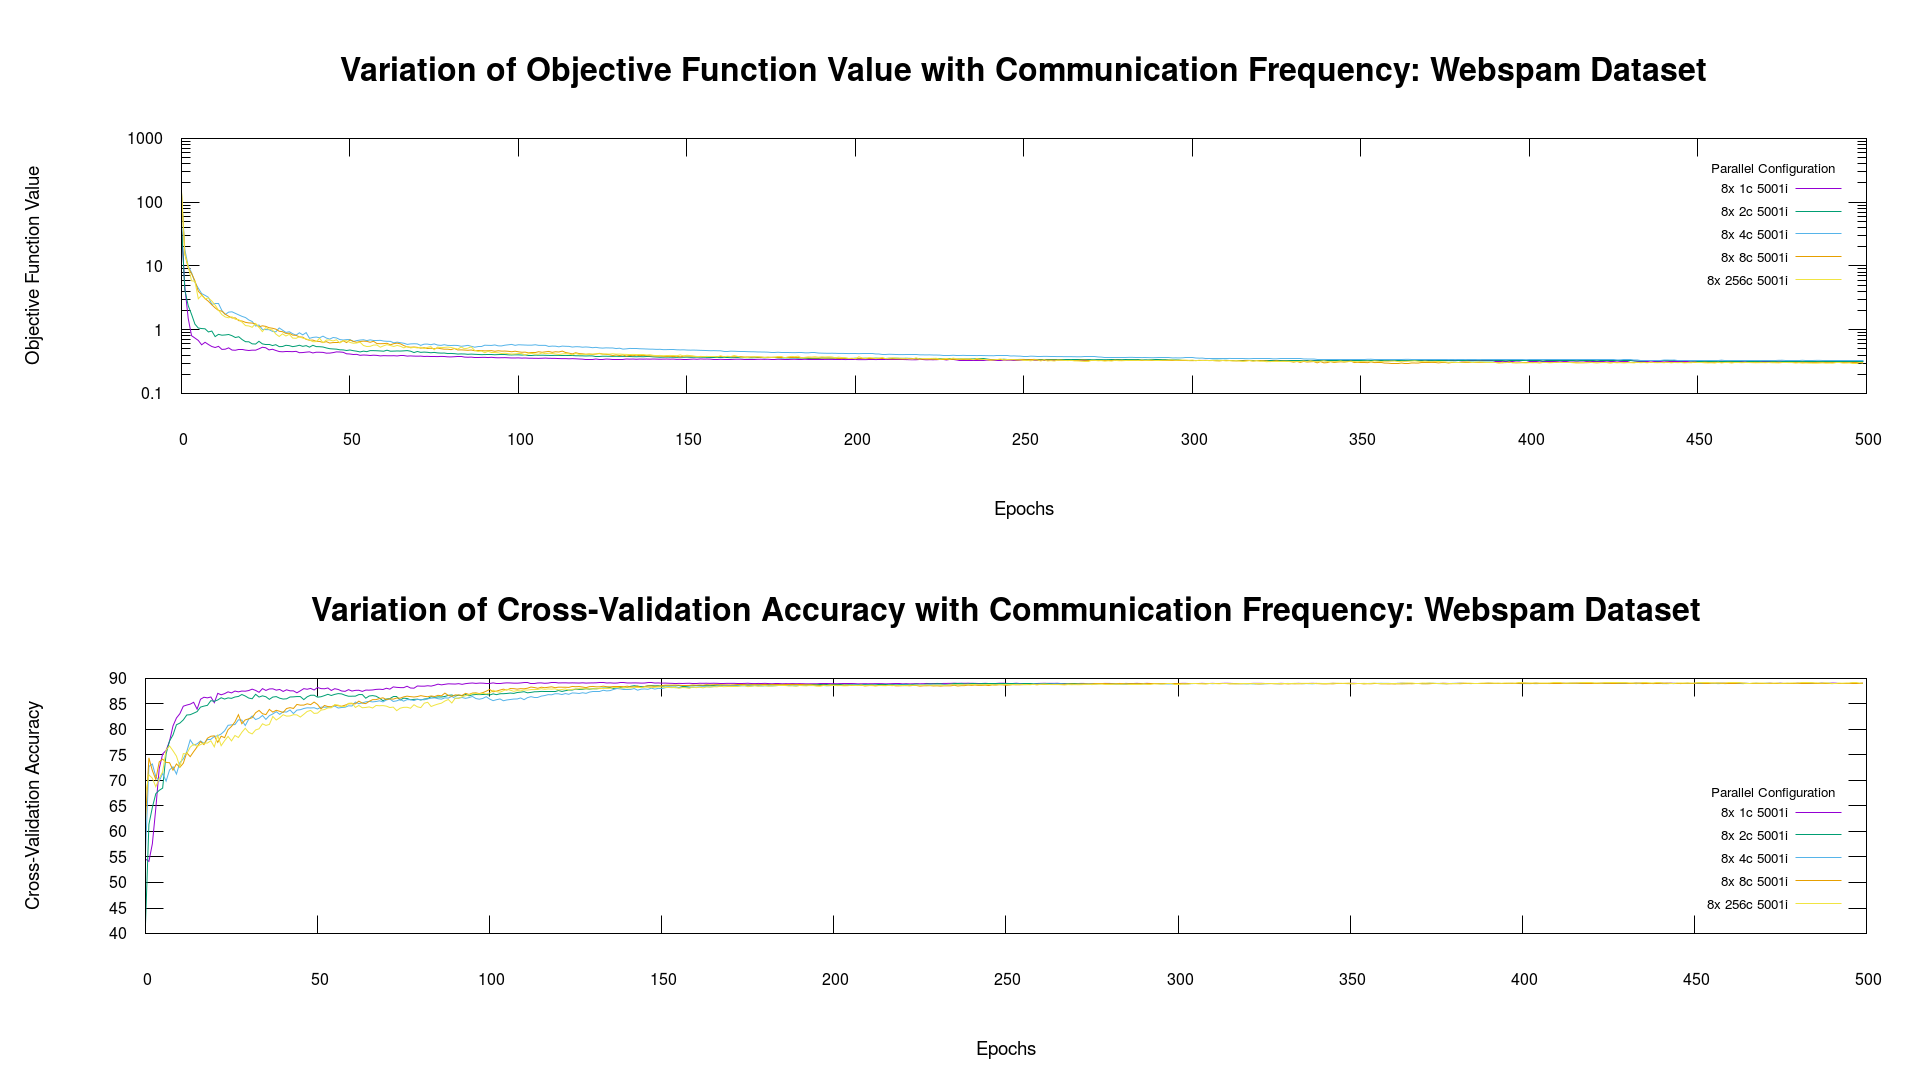 Variation of Objective Function Value with Communication Frequency: Webspam Dataset
Objective Function Value
1000
100
10
1
0.1
Parallel Configuration
8x 1c 5001i
8x 2c 5001i
8x 4c 5001i
8x 8c 5001i
8x 256c 5001i
0 50 100 150 200 250 300 350 400 450 500
Epochs
Variation of Cross-Validation Accuracy with Communication Frequency: Webspam Dataset
Cross-Validation Accuracy
90
85
80
75
70
65
60
55
50
45
40
Parallel Configuration
8x 1c 5001i
8x 2c 5001i
8x 4c 5001i
8x 8c 5001i
8x 256c 5001i
0 50 100 150 200 250 300 350 400 450 500
Epochs